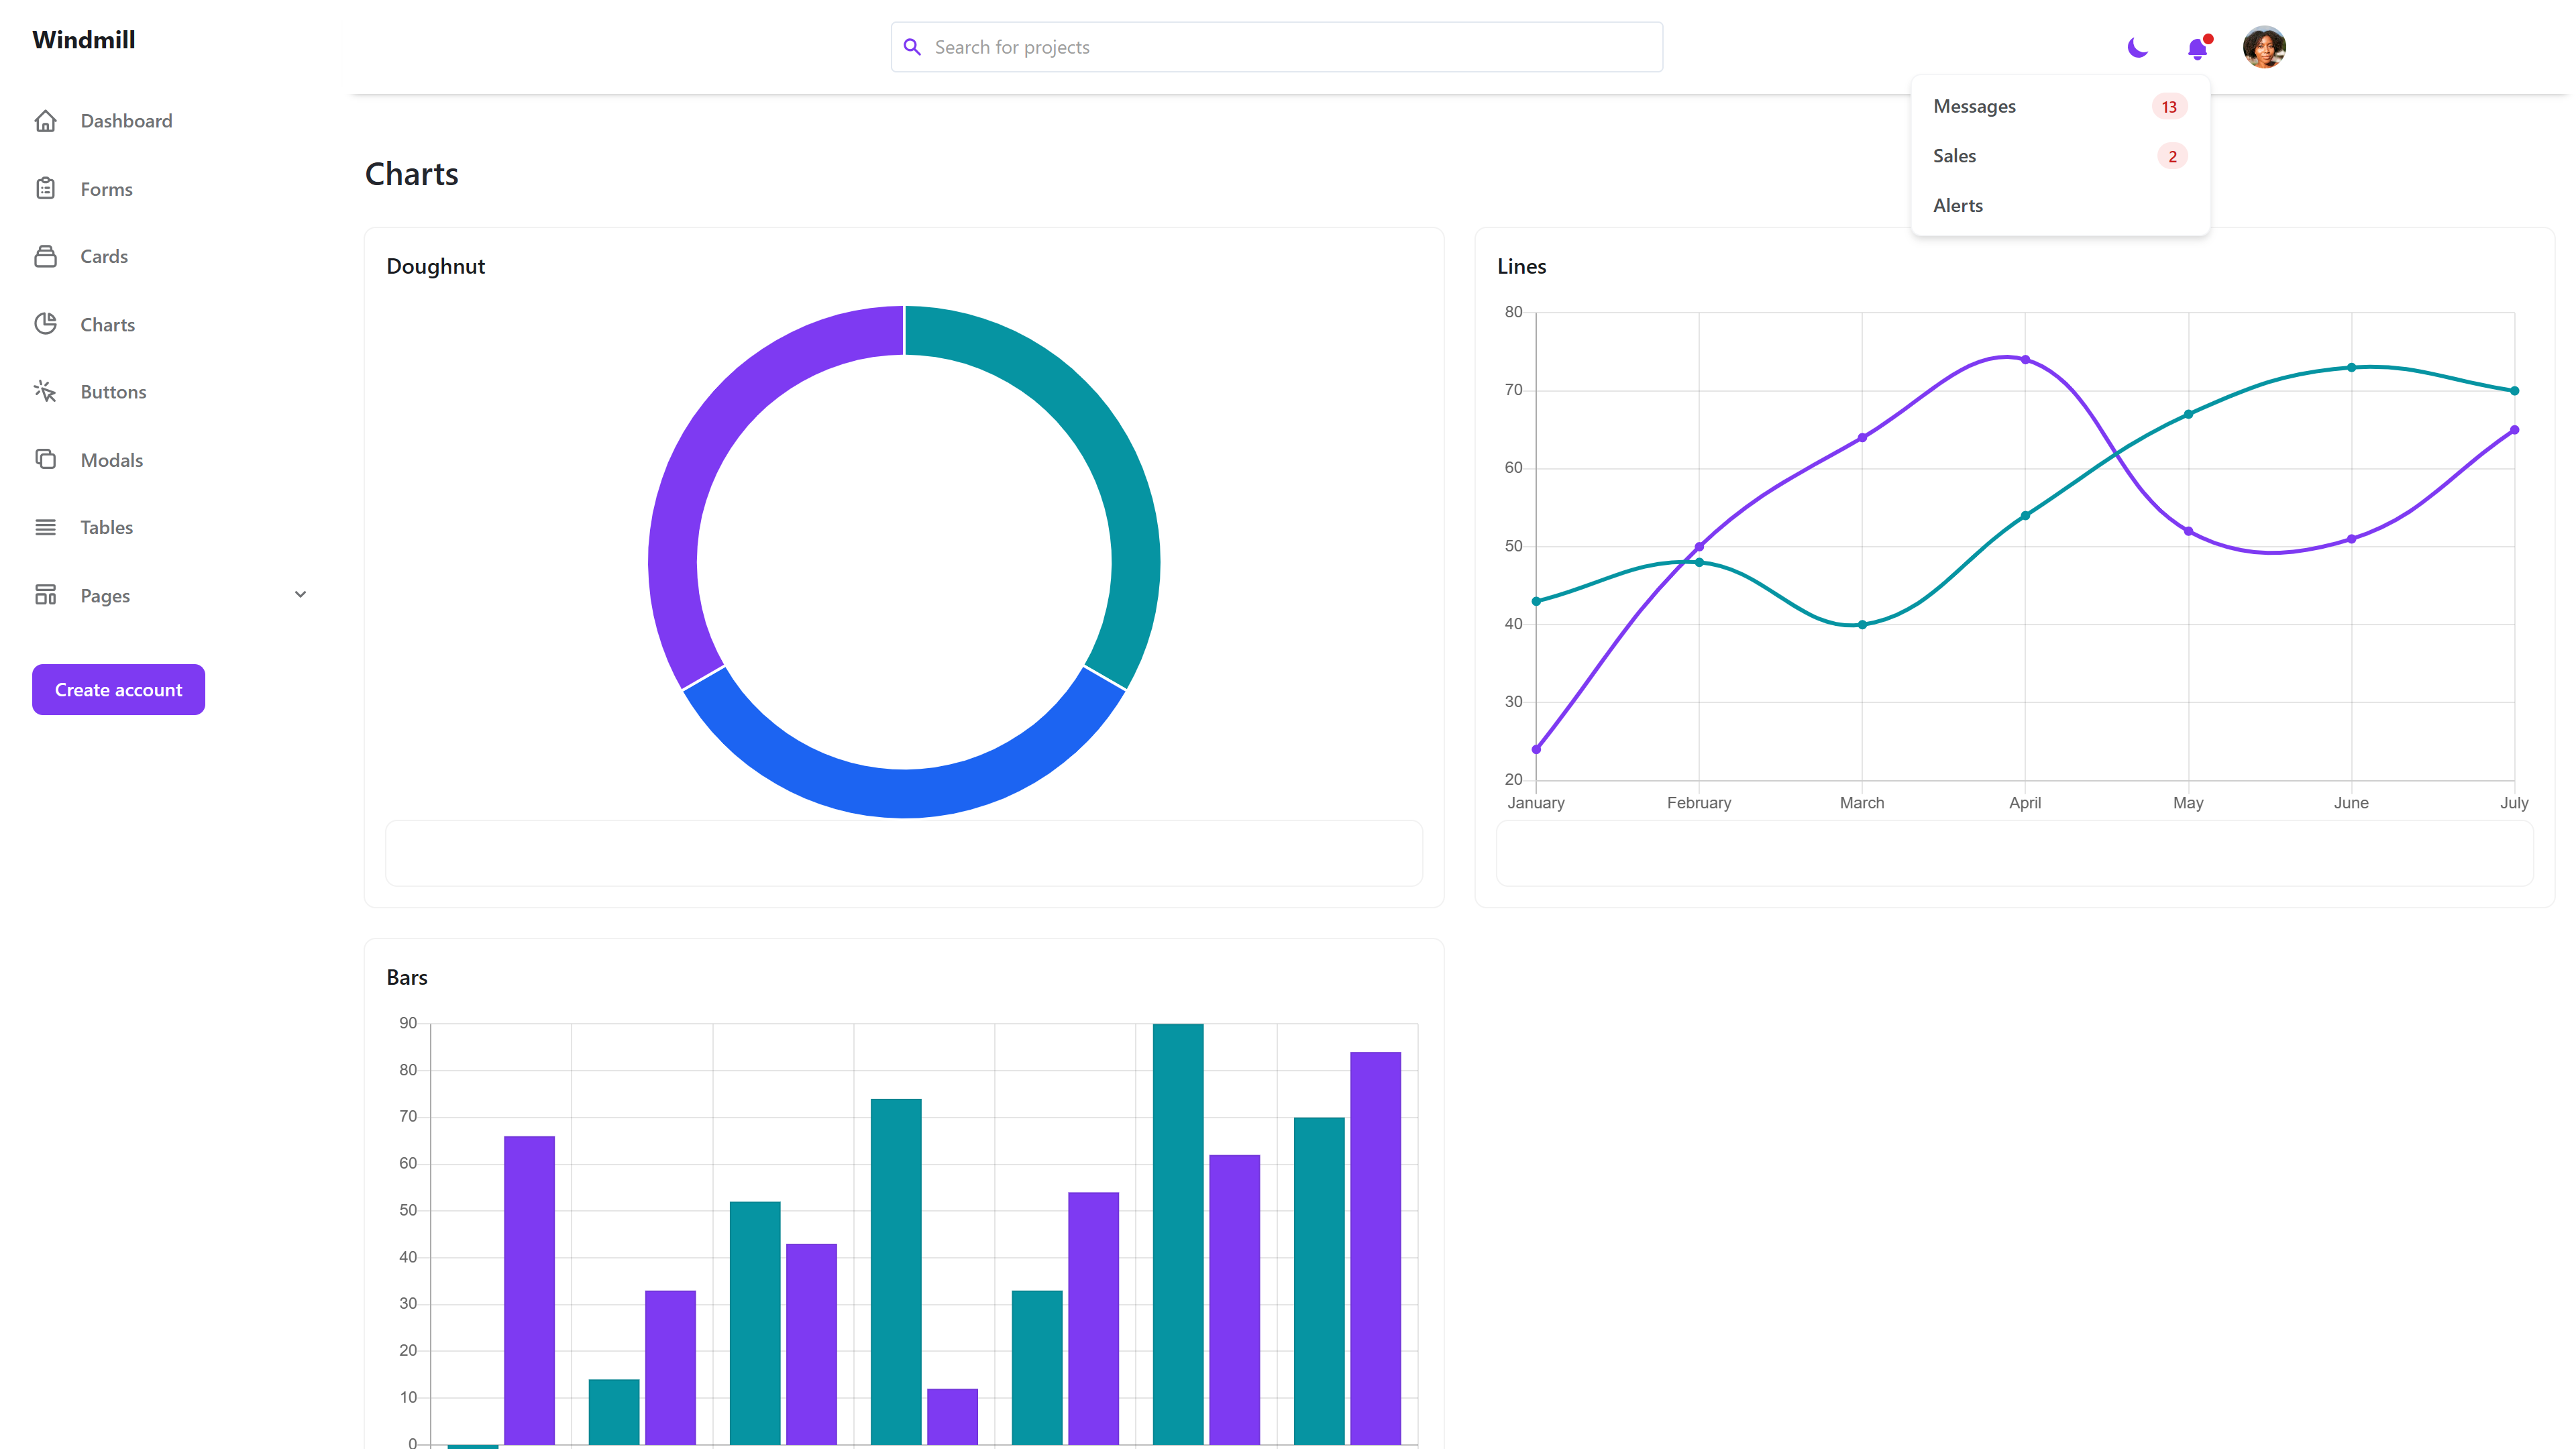 Windmill
Search for projects
Dashboard
Forms
Cards
Charts
Buttons
Modals
Tables
Pages
Create account
Messages 13
Sales 2
Alerts
Charts
Doughnut
Lines
80
70
60
50
40
30
20
January February March April May June July
Bars
90
80
70
60
50
40
30
20
10
0